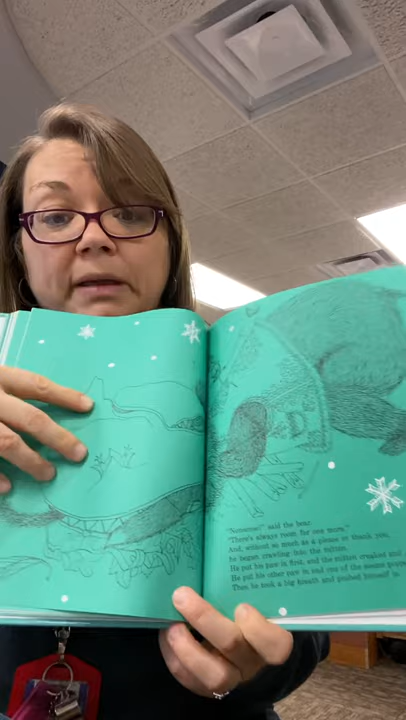 "Nonsense!" said the bear.
"There's always room for one more."
And, without so much as a please or thank you,
he began crawling into the mitten.
He put his paw in first, and the mitten creaked and
He put his other paw in and one of the seams popped
Then he took a big breath and pushed himself in.